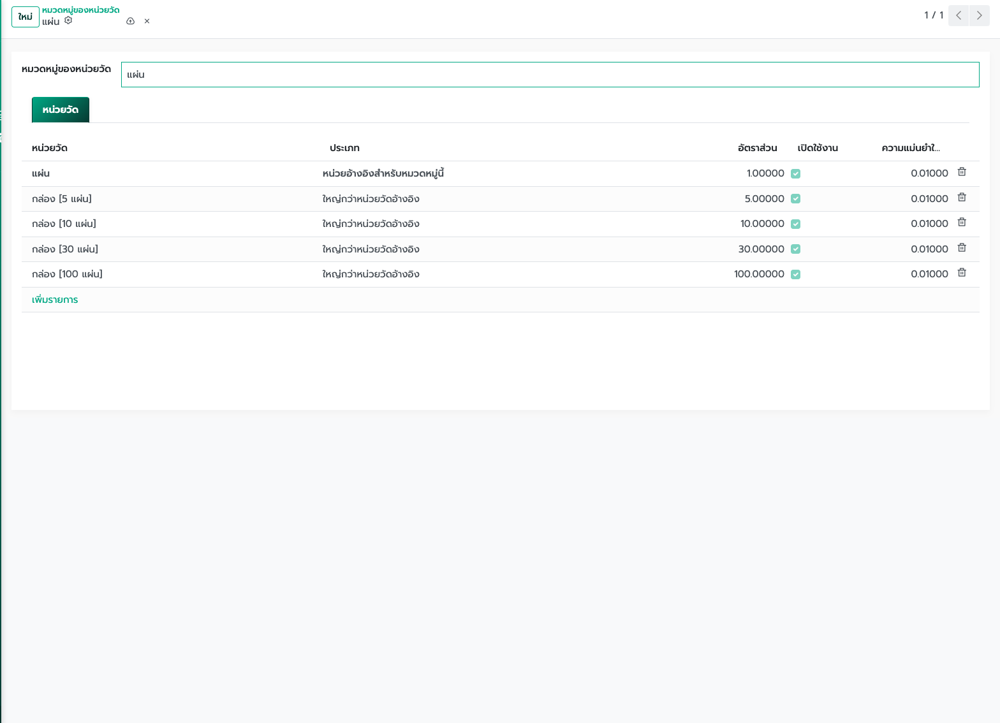 ใหม่
หมวดหมู่ของหน่วยวัด
แผ่น
1 / 1
หมวดหมู่ของหน่วยวัด
แผ่น
หน่วยวัด
หน่วยวัด ประเภท อัตราส่วน เปิดใช้งาน ความแม่นยำใ...
แผ่น หน่วยอ้างอิงสำหรับหมวดหมู่นี้ 1.00000 0.01000
กล่อง [5 แผ่น] ใหญ่กว่าหน่วยวัดอ้างอิง 5.00000 0.01000
กล่อง [10 แผ่น] ใหญ่กว่าหน่วยวัดอ้างอิง 10.00000 0.01000
กล่อง [30 แผ่น] ใหญ่กว่าหน่วยวัดอ้างอิง 30.00000 0.01000
กล่อง [100 แผ่น] ใหญ่กว่าหน่วยวัดอ้างอิง 100.00000 0.01000
เพิ่มรายการ